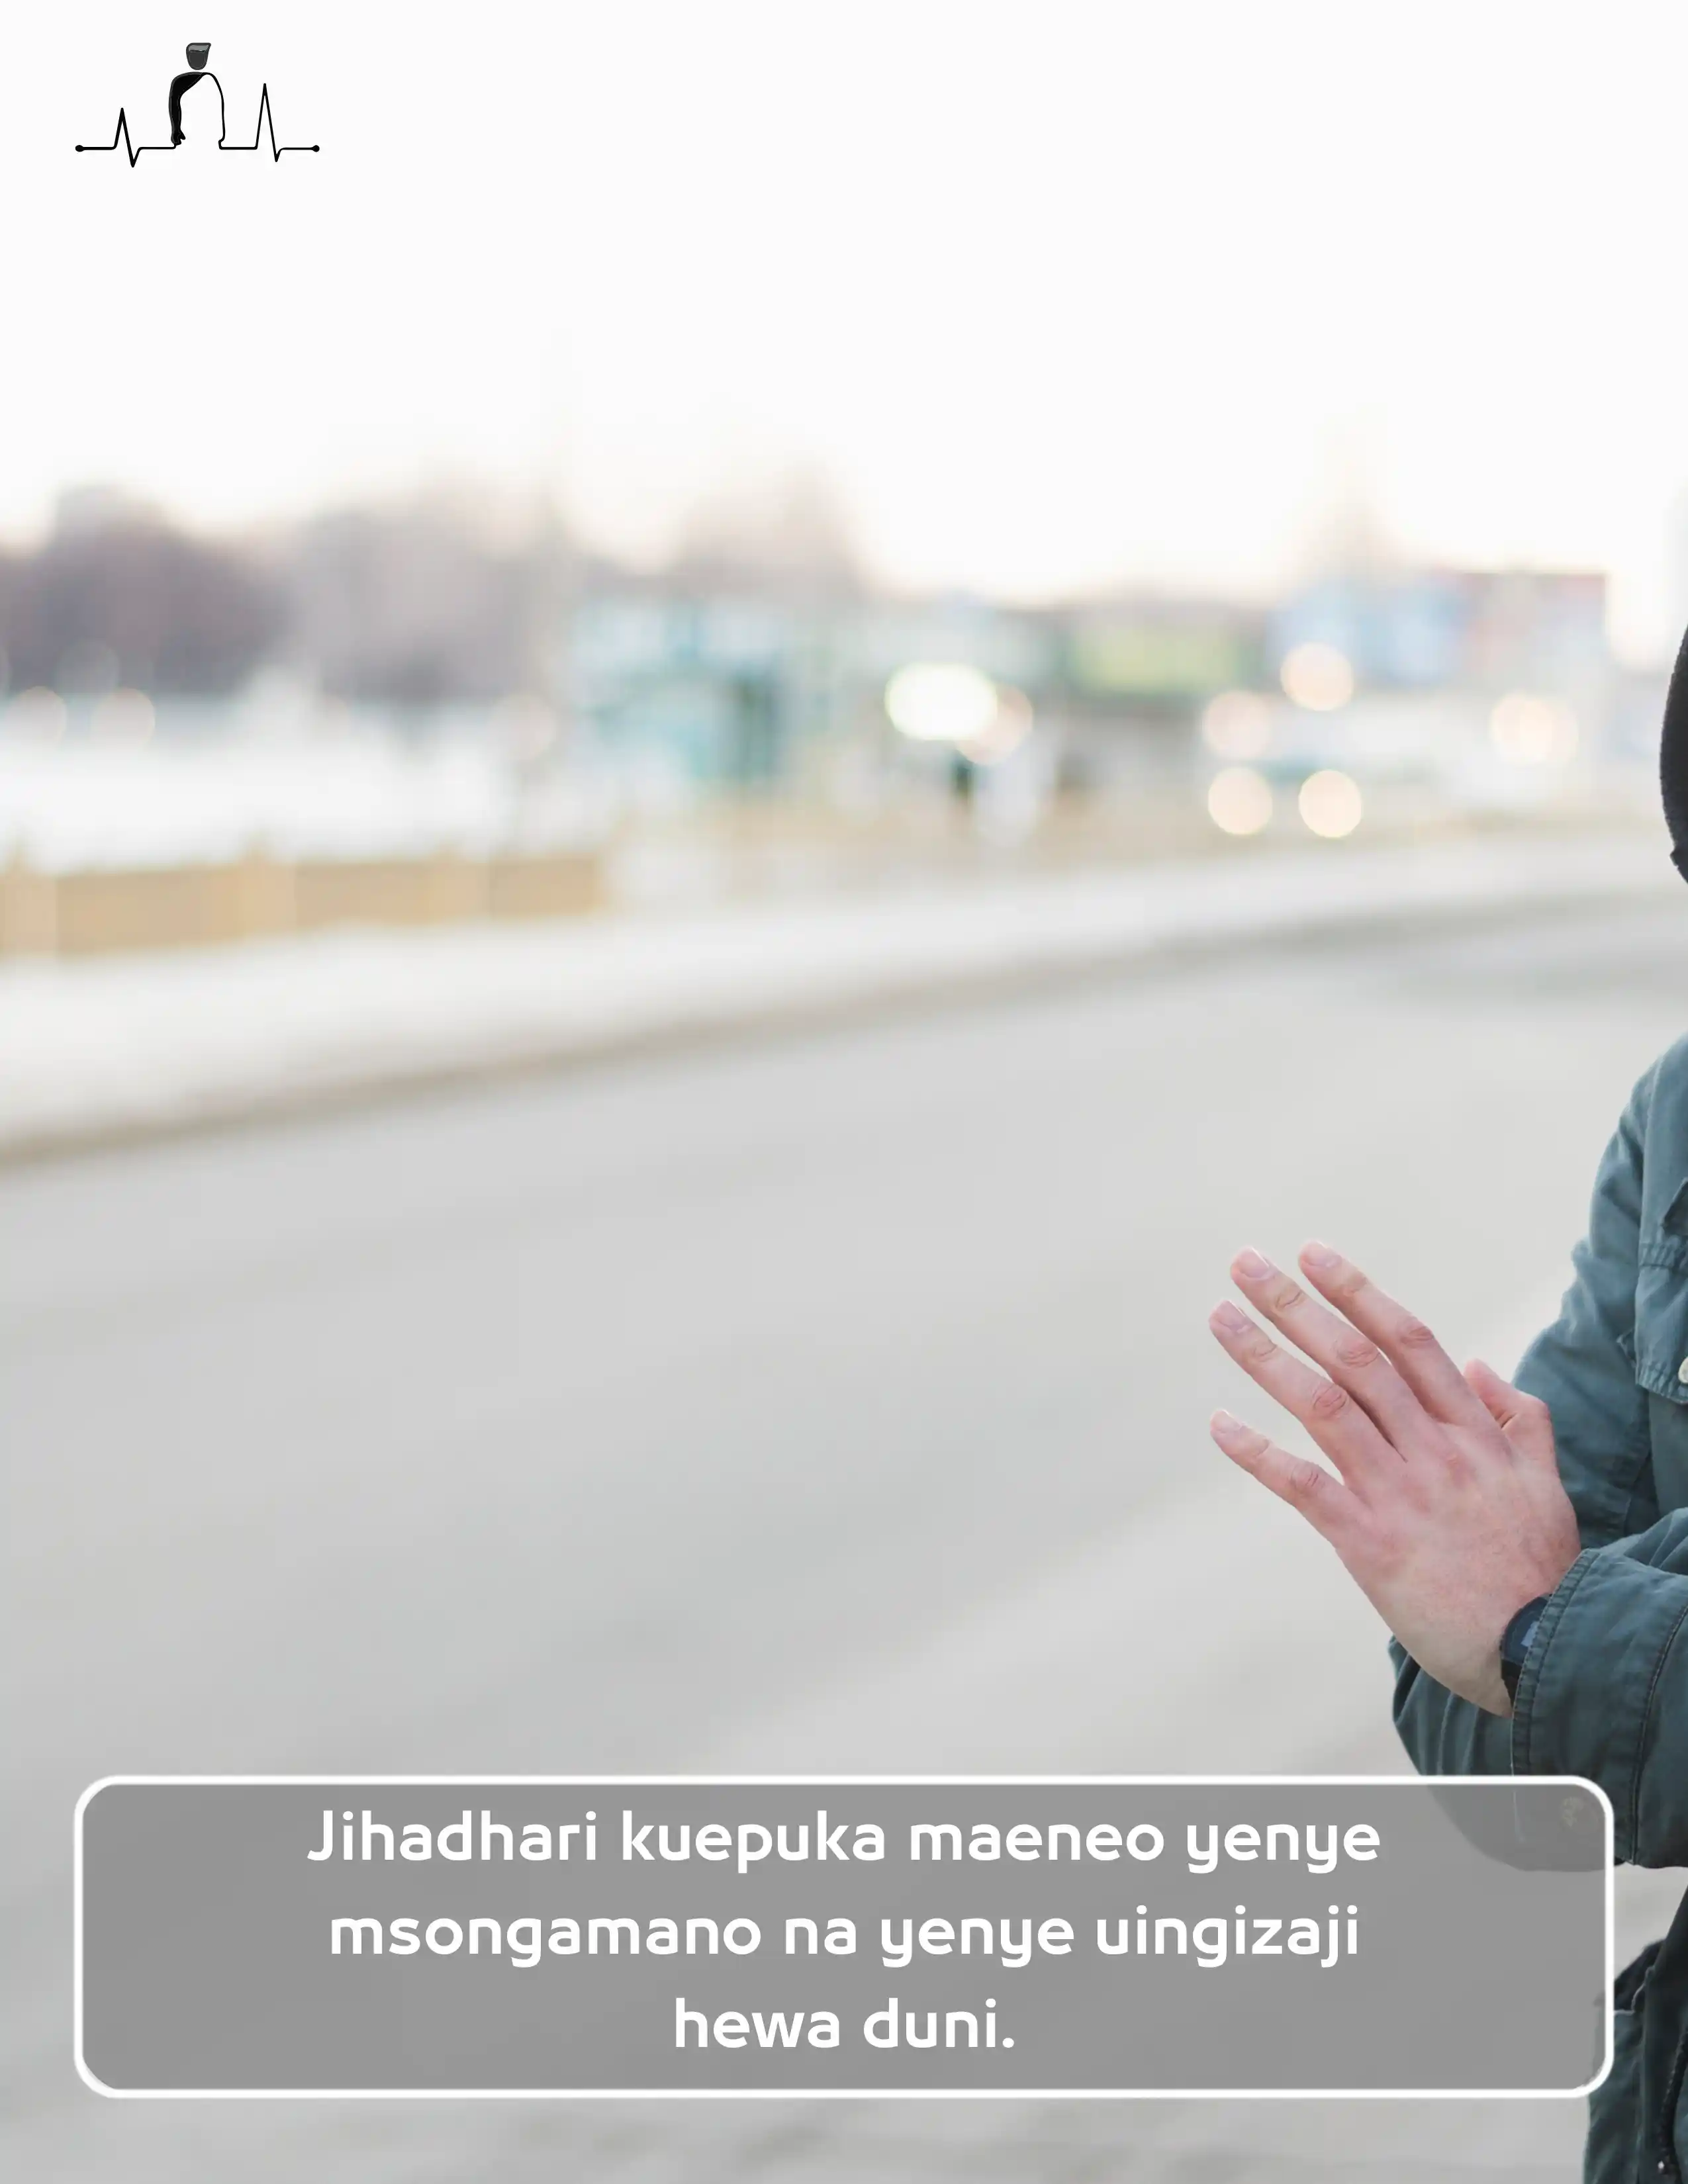 Jihadhari kuepuka maeneo yenye
msongamano na yenye uingizaji
hewa duni.